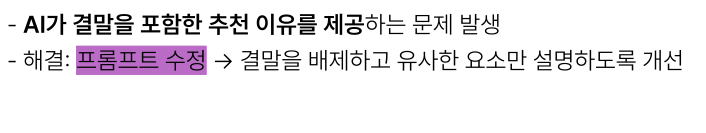 - AI가 결말을 포함한 추천 이유를 제공하는 문제 발생
- 해결: 프롬프트 수정 → 결말을 배제하고 유사한 요소만 설명하도록 개선